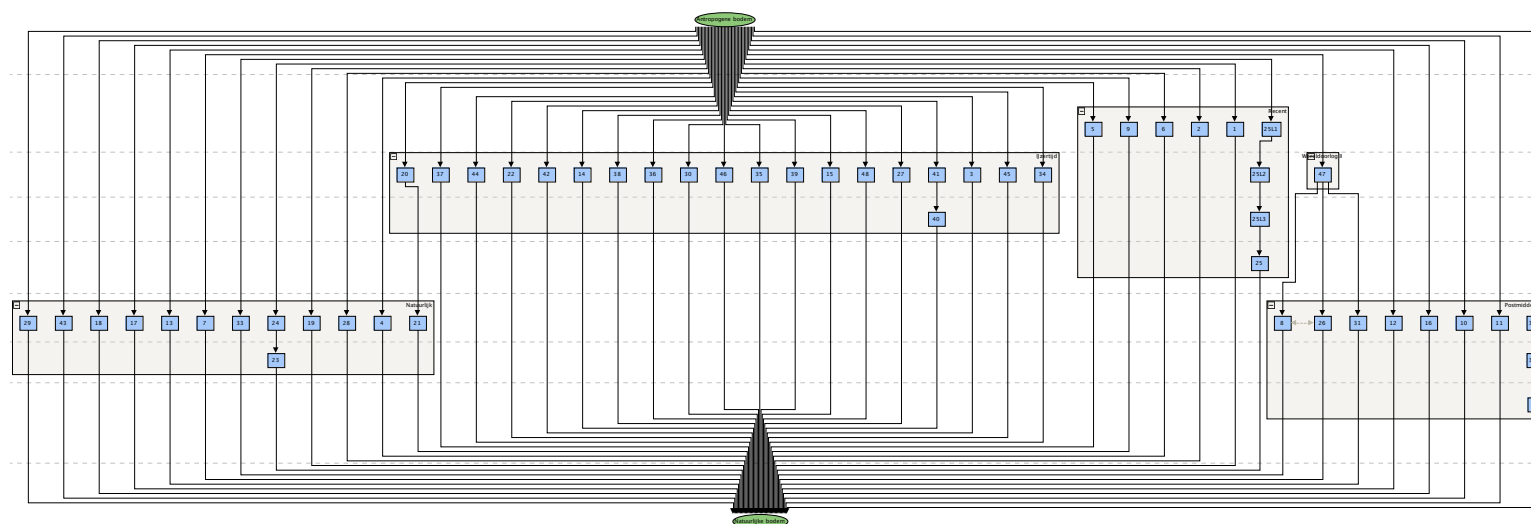 Antropogene bodem
Recent
5 9 6 2 1 25L1
IJzertijd
20 37 44 22 42 14 38 36 30 46 35 39 15 48 27 41 3 45 34
25L2
47
40
25L3
25
Natuurlijk
Postmidde
29 43 18 17 13 7 33 24 19 28 4 21
8 26 31 12 16 10 11
23
Natuurlijke bodem